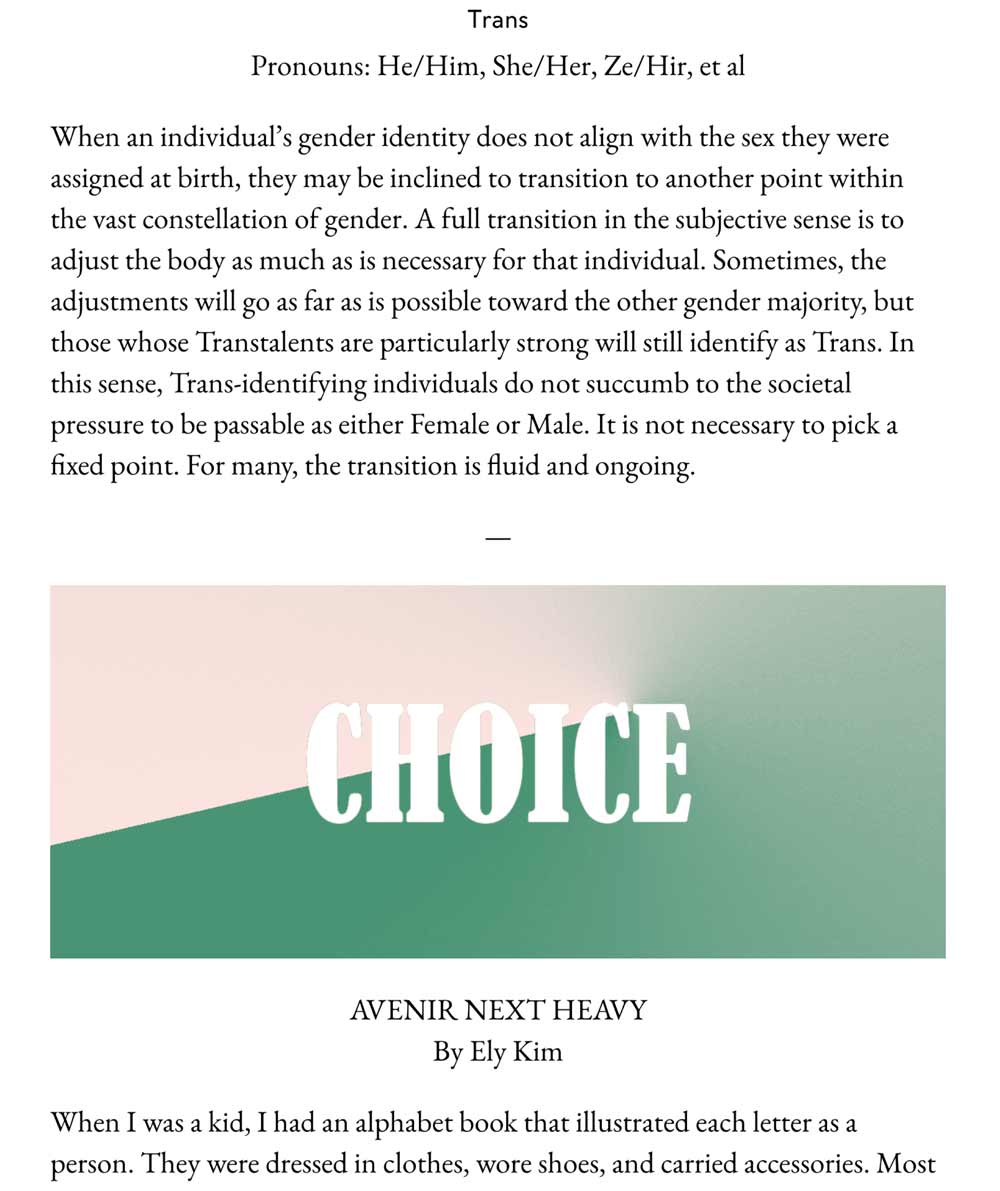 Trans
Pronouns: He/Him, She/Her, Ze/Hir, et al
When an individual’s gender identity does not align with the sex they were
assigned at birth, they may be inclined to transition to another point within
the vast constellation of gender. A full transition in the subjective sense is to
adjust the body as much as is necessary for that individual. Sometimes, the
adjustments will go as far as is possible toward the other gender majority, but
those whose Transtalents are particularly strong will still identify as Trans. In
this sense, Trans-identifying individuals do not succumb to the societal
pressure to be passable as either Female or Male. It is not necessary to pick a
fixed point. For many, the transition is fluid and ongoing.
—
CHOICE
AVENIR NEXT HEAVY
By Ely Kim
When I was a kid, I had an alphabet book that illustrated each letter as a
person. They were dressed in clothes, wore shoes, and carried accessories. Most